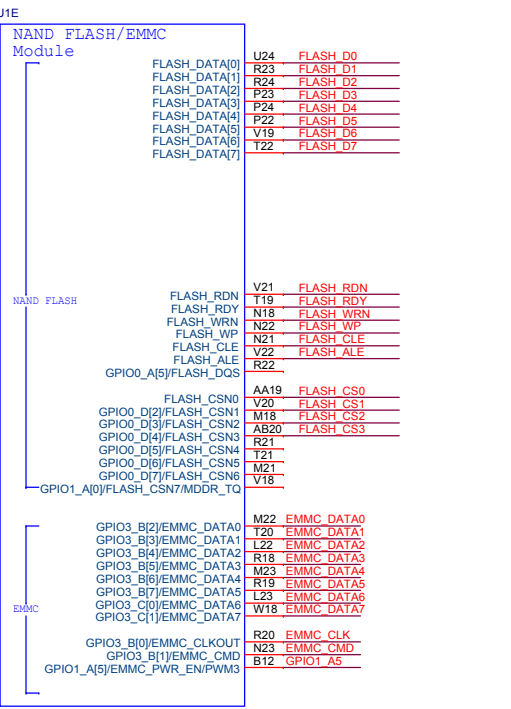 J1E
NAND FLASH/EMMC
Module
FLASH_DATA[0] U24 FLASH_D0
FLASH_DATA[1] R23 FLASH_D1
FLASH_DATA[2] R24 FLASH_D2
FLASH_DATA[3] P23 FLASH_D3
FLASH_DATA[4] P24 FLASH_D4
FLASH_DATA[5] P22 FLASH_D5
FLASH_DATA[6] V19 FLASH_D6
FLASH_DATA[7] T22 FLASH_D7
NAND FLASH
FLASH_RDN V21 FLASH_RDN
FLASH_RDY T19 FLASH_RDY
FLASH_WRN N18 FLASH_WRN
FLASH_WP N22 FLASH_WP
FLASH_CLE N21 FLASH_CLE
FLASH_ALE V22 FLASH_ALE
GPIO0_A[5]/FLASH_DQS R22
FLASH_CSN0 AA19 FLASH_CS0
GPIO0_D[2]/FLASH_CSN1 V20 FLASH_CS1
GPIO0_D[3]/FLASH_CSN2 M18 FLASH_CS2
GPIO0_D[4]/FLASH_CSN3 AB20 FLASH_CS3
GPIO0_D[5]/FLASH_CSN4 R21
GPIO0_D[6]/FLASH_CSN5 T21
GPIO0_D[7]/FLASH_CSN6 M21
GPIO1_A[0]/FLASH_CSN7/MDDR_TQ V18
EMMC
GPIO3_B[2]/EMMC_DATA0 M22 EMMC_DATA0
GPIO3_B[3]/EMMC_DATA1 T20 EMMC_DATA1
GPIO3_B[4]/EMMC_DATA2 L22 EMMC_DATA2
GPIO3_B[5]/EMMC_DATA3 R18 EMMC_DATA3
GPIO3_B[6]/EMMC_DATA4 M23 EMMC_DATA4
GPIO3_B[7]/EMMC_DATA5 R19 EMMC_DATA5
GPIO3_C[0]/EMMC_DATA6 L23 EMMC_DATA6
GPIO3_C[1]/EMMC_DATA7 W18 EMMC_DATA7
GPIO3_B[0]/EMMC_CLKOUT R20 EMMC_CLK
GPIO3_B[1]/EMMC_CMD N23 EMMC_CMD
GPIO1_A[5]/EMMC_PWR_EN/PWM3 B12 GPIO1_A5